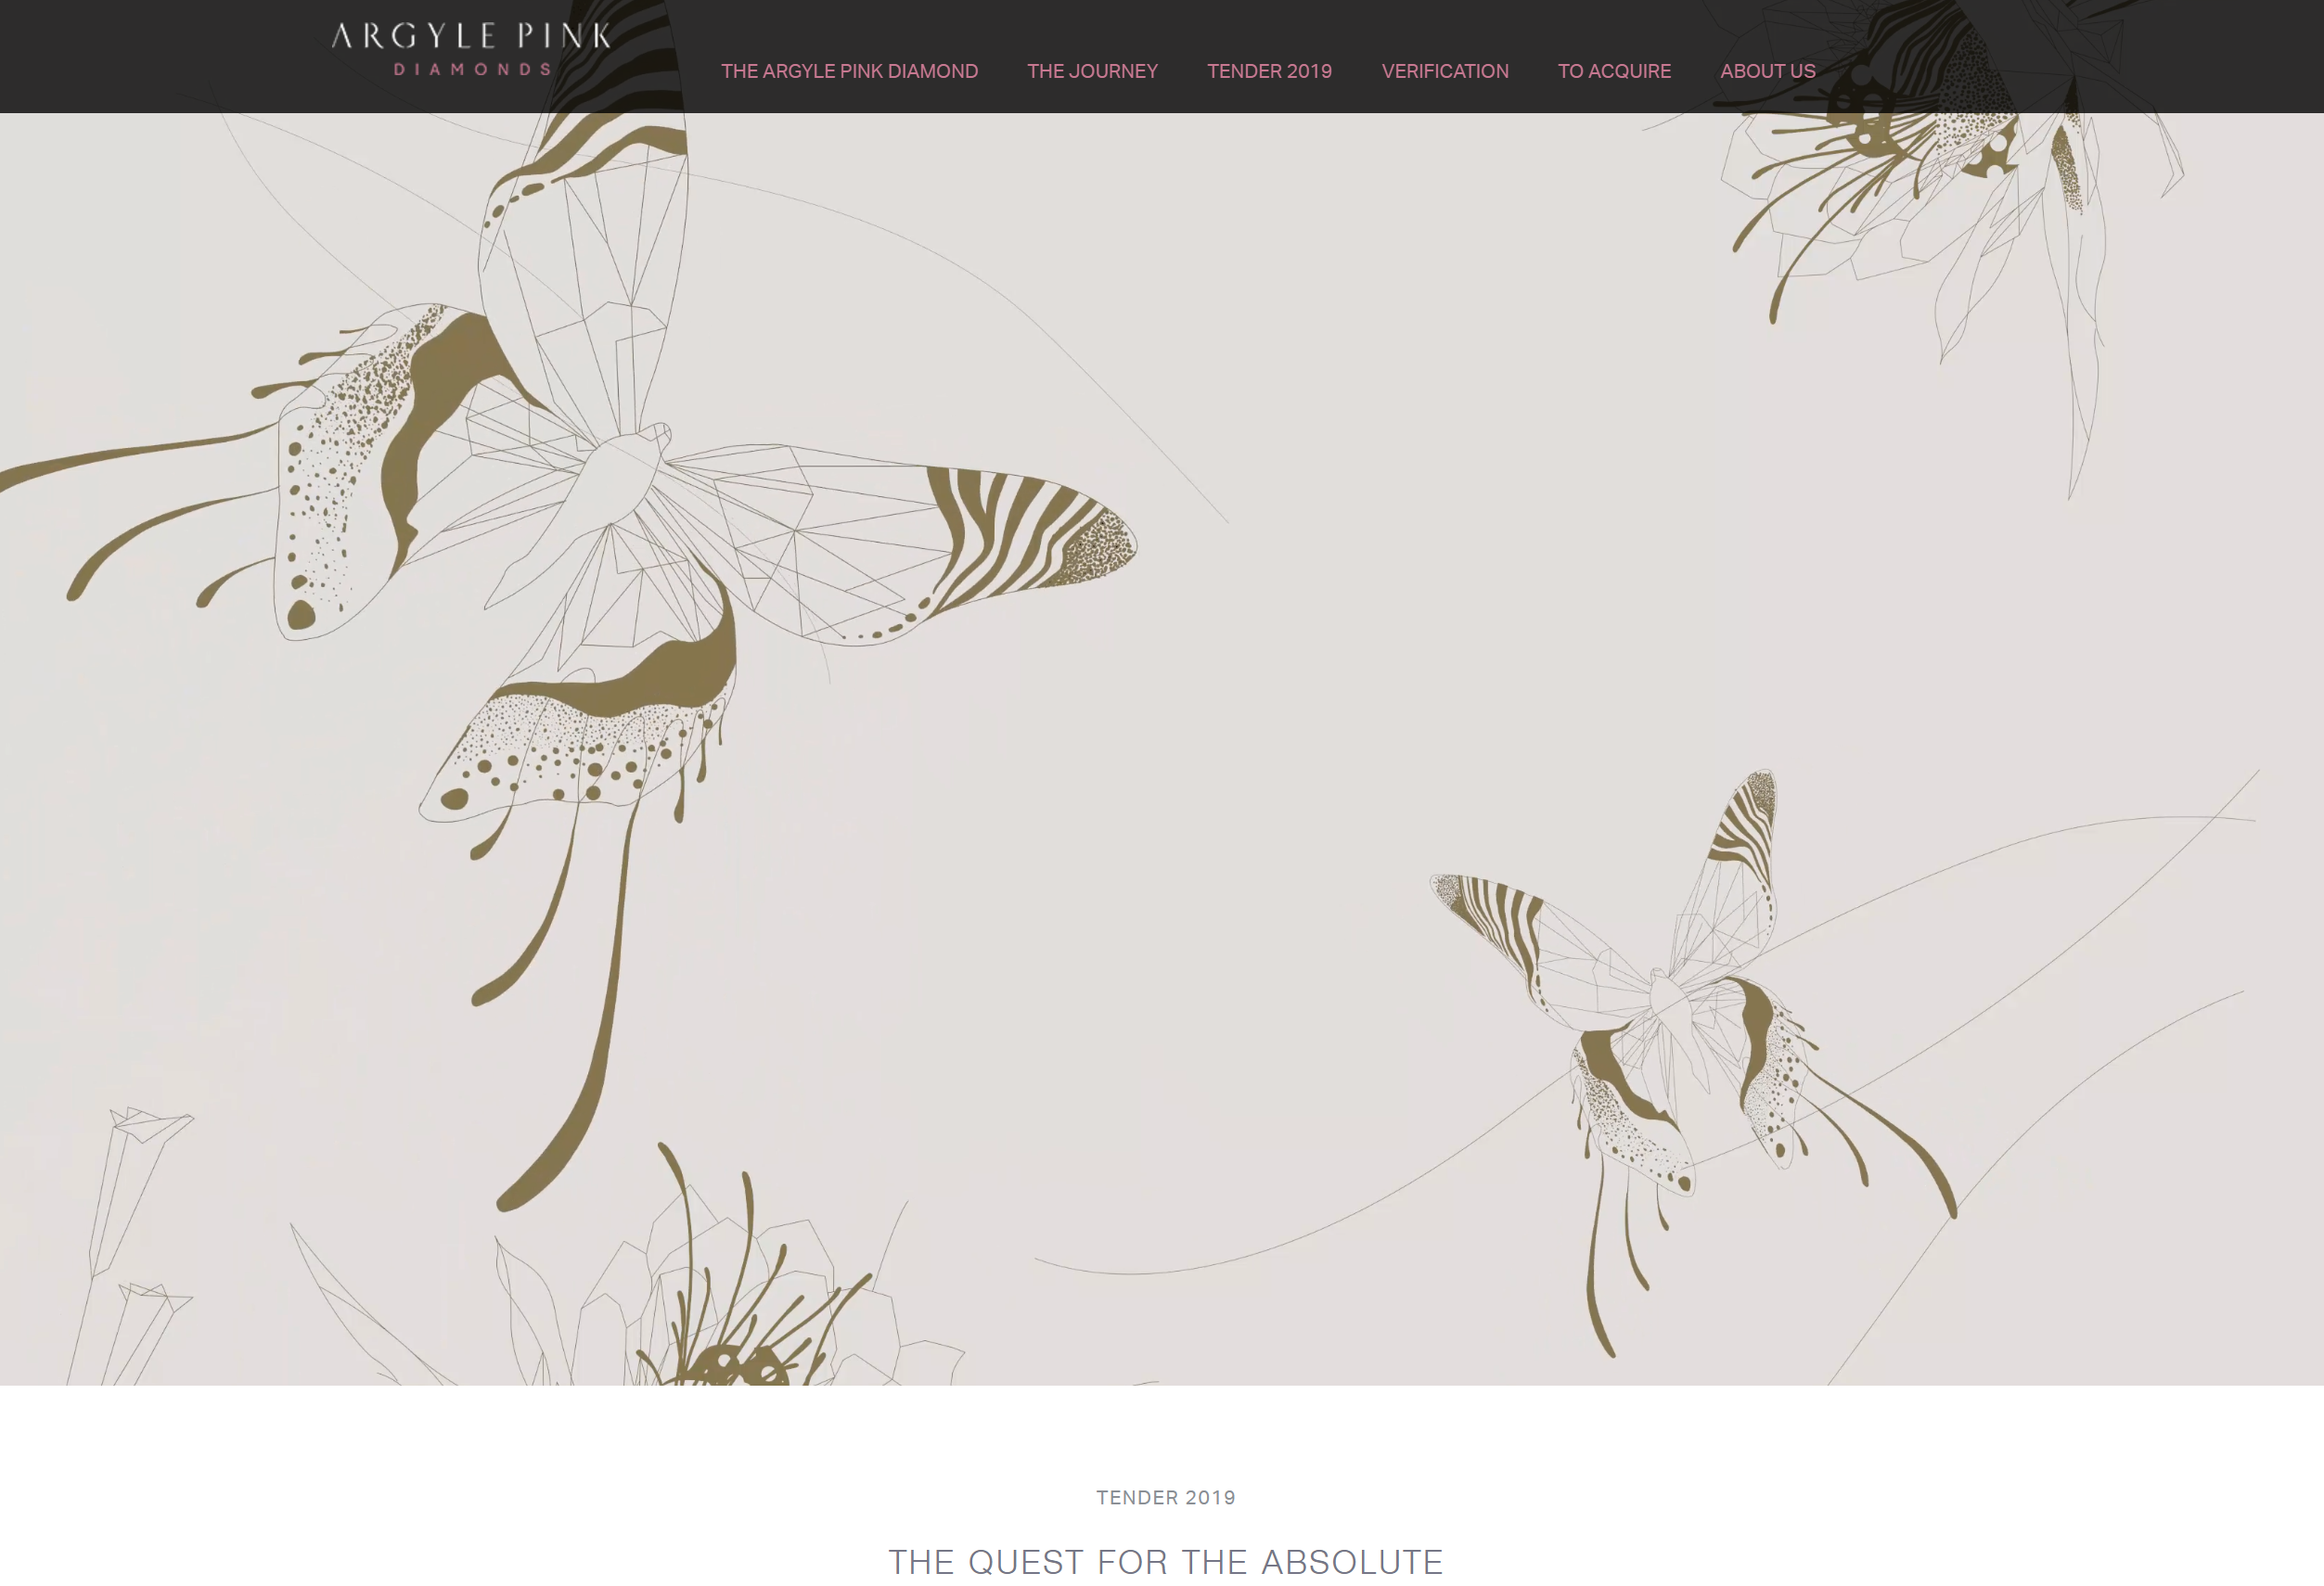 ARGYLE PINK
DIAMONDS
THE ARGYLE PINK DIAMOND
THE JOURNEY
TENDER 2019
VERIFICATION
TO ACQUIRE
ABOUT US
TENDER 2019
THE QUEST FOR THE ABSOLUTE